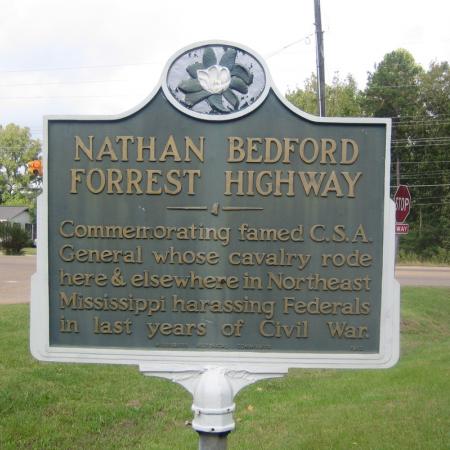 NATHAN BEDFORD
FORREST HIGHWAY
Commemorating famed C.S.A.
General whose cavalry rode
here & elsewhere in Northeast
Mississippi harassing Federals
in last years of Civil War.
STOP